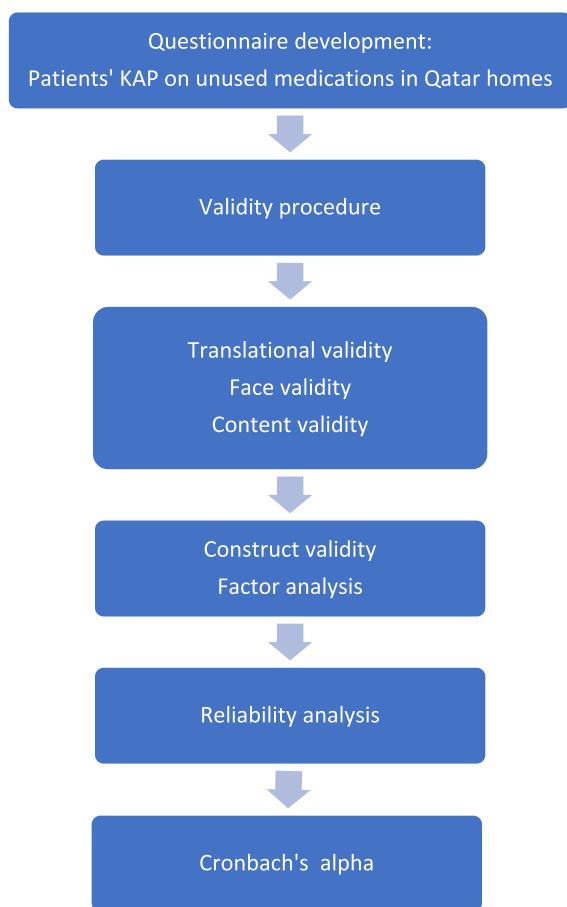 Questionnaire development:
Patients' KAP on unused medications in Qatar homes
Validity procedure
Translational validity
Face validity
Content validity
Construct validity
Factor analysis
Reliability analysis
Cronbach's alpha